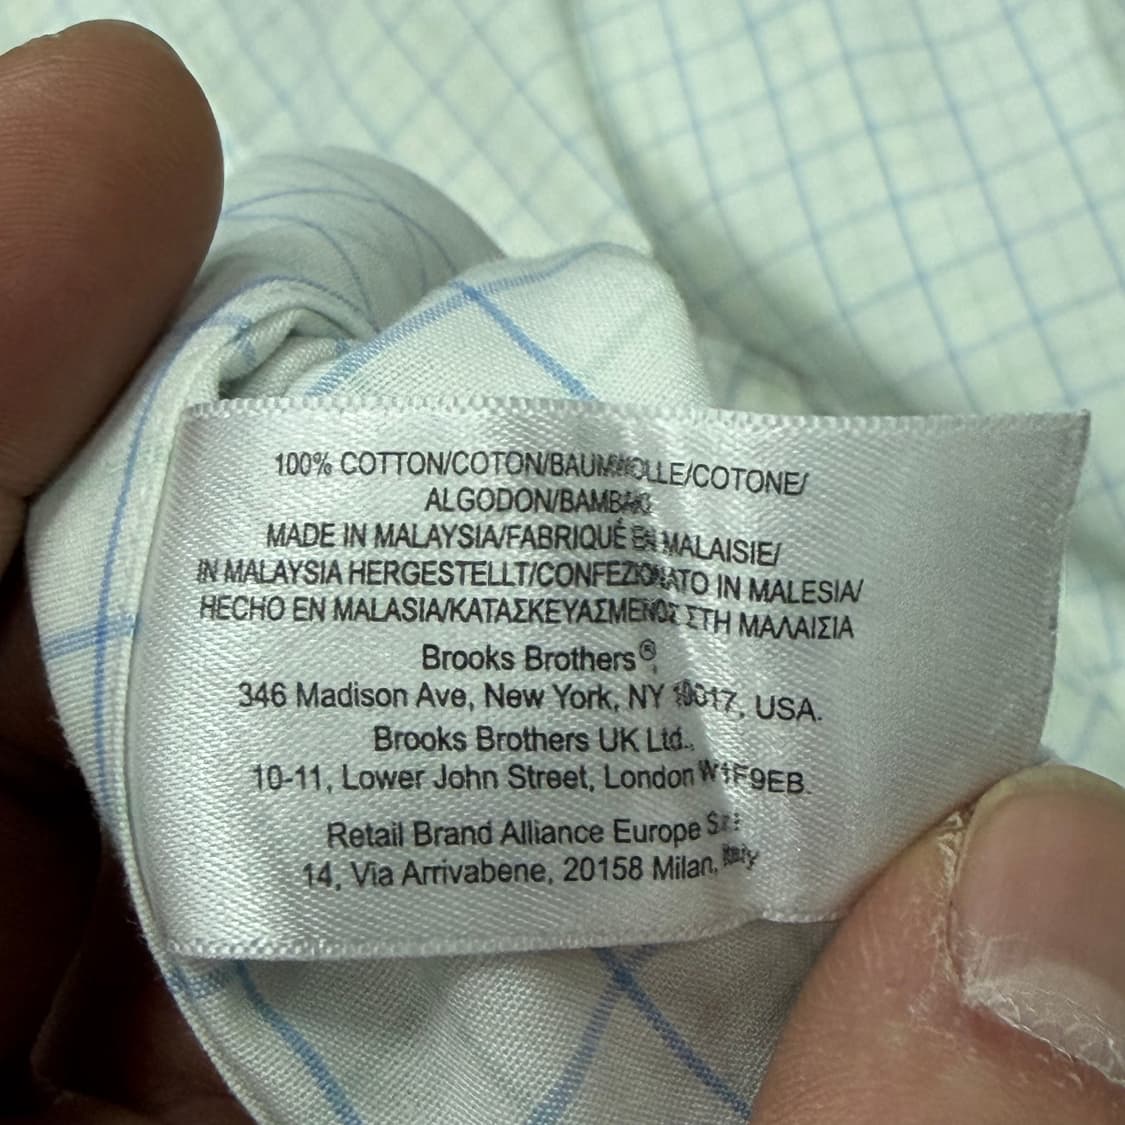 100% COTTON/COTON/BAUMWOLLE/COTONE/
ALGODON/BAMBAKI
MADE IN MALAYSIA/FABRIQUÉ EN MALAISIE/
IN MALAYSIA HERGESTELLT/CONFEZIONATO IN MALESIA/
HECHO EN MALASIA/ΚΑΤΑΣΚΕΥΑΣΜΕΝΟΣ ΣΤΗ ΜΑΛΑΙΣΙΑ
Brooks Brothers®,
346 Madison Ave, New York, NY 10017, USA.
Brooks Brothers UK Ltd.,
10-11, Lower John Street, London W1F9EB.
Retail Brand Alliance Europe
14, Via Arrivabene, 20158 Milan, Italy